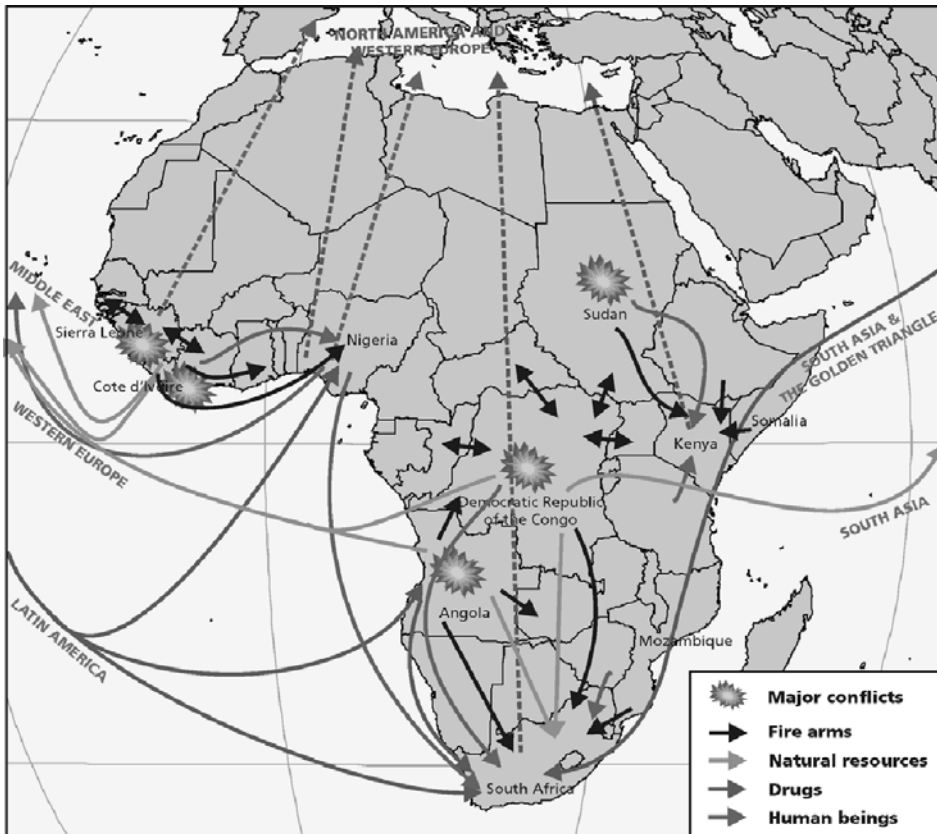 NORTH AMERICA AND
WESTERN EUROPE
MIDDLE EAST
Sierra Leone
Nigeria
Cote d'Ivoire
WESTERN EUROPE
Sudan
SOUTH ASIA &
THE GOLDEN TRIANGLE
Somalia
Kenya
Democratic Republic
of the Congo
SOUTH ASIA
LATIN AMERICA
Angola
Mozambique
South Africa
Major conflicts
Fire arms
Natural resources
Drugs
Human beings